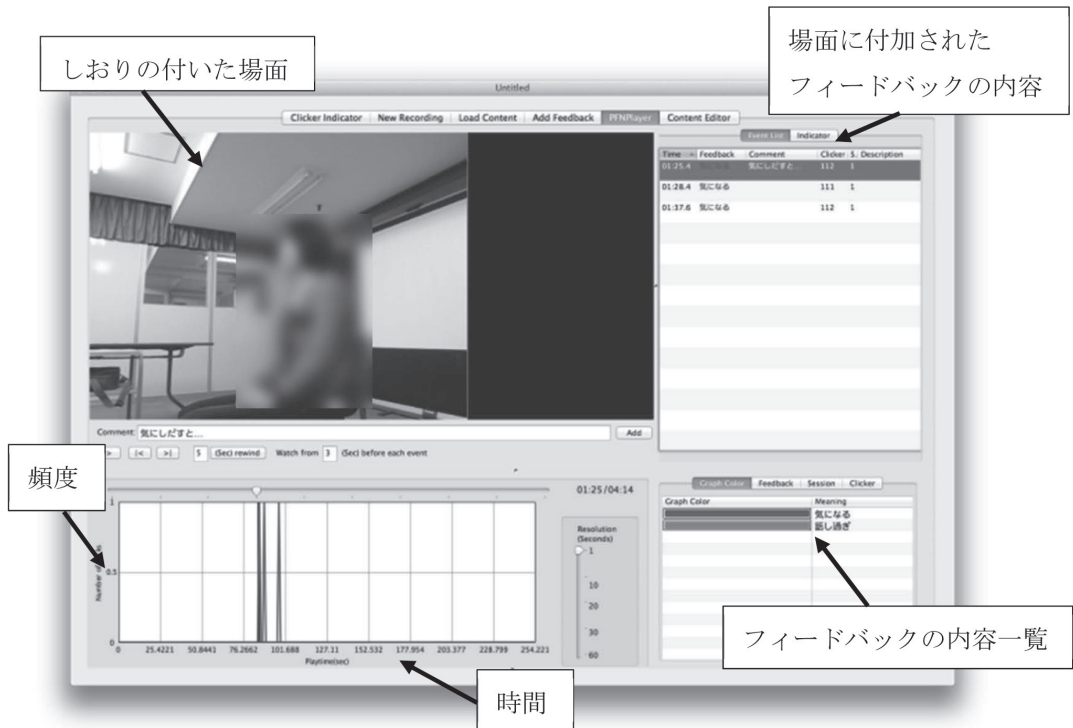 しおりの付いた場面
場面に付加された
フィードバックの内容
Untitled
Clicker Indicator New Recording Load Content Add Feedback PFNPlayer Content Editor
Event List Indicator
Time Feedback Comment Clicker S. Description
01:25.4 気にしだすと... 112 1
01:28.4 気になる 111 1
01:37.6 気になる 112 1
Comment: 気にしだすと... Add
> |< >| 5 (Sec) rewind Watch from 3 (Sec) before each event
頻度
01:25/04:14
Graph Color Feedback Session Clicker
Graph Color Meaning
気になる
話し過ぎ
Resolution
(Seconds)
1
10
20
30
60
Number of
1
0.5
0
0 25.4221 50.8441 76.2662 101.688 127.11 152.532 177.954 203.377 228.799 254.221
Playtime(sec)
フィードバックの内容一覧
時間